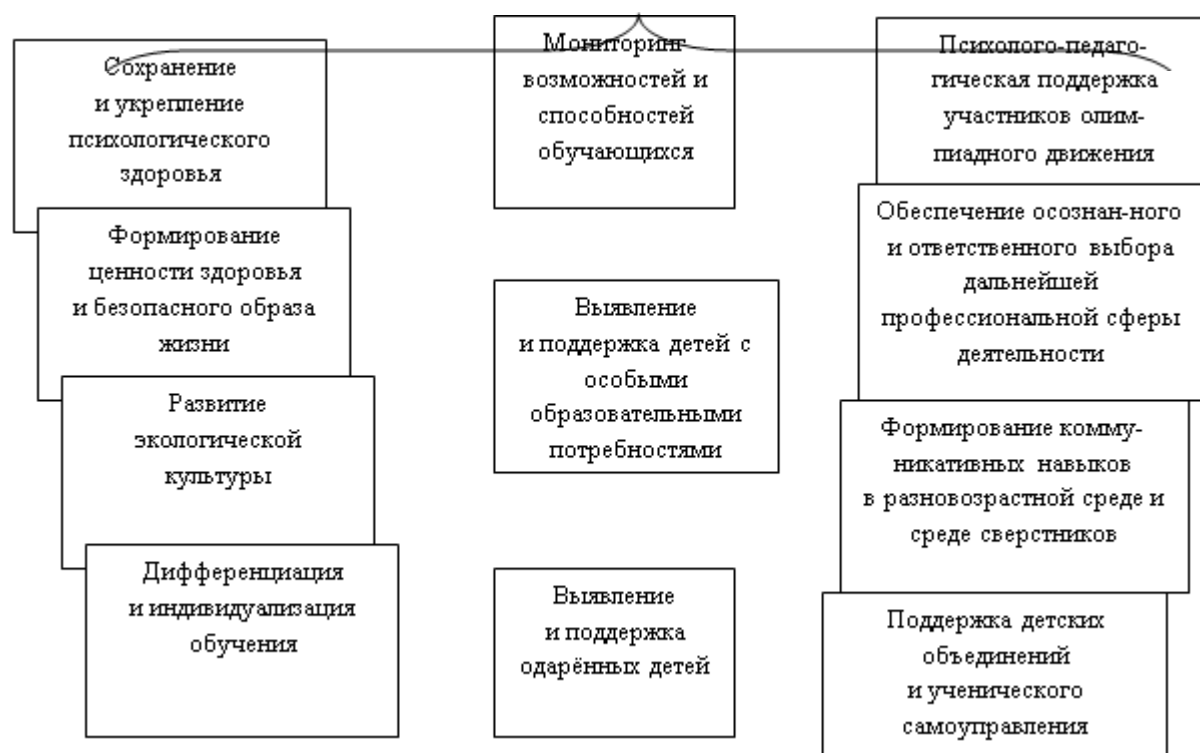 Сохранение
и укрепление
психологического
здоровья
Формирование
ценности здоровья
и безопасного образа
жизни
Развитие
экологической
культуры
Дифференциация
и индивидуализация
обучения
Мониторинг
возможностей и
способностей
обучающихся
Выявление
и поддержка детей с
особыми
образовательными
потребностями
Выявление
и поддержка
одарённых детей
Психолого-педаго-
гическая поддержка
участников олим-
пиадного движения
Обеспечение осознан-ного
и ответственного выбора
дальнейшей
профессиональной сферы
деятельности
Формирование комму-
никативных навыков
в разновозрастной среде и
среде сверстников
Поддержка детских
объединений
и ученического
самоуправления